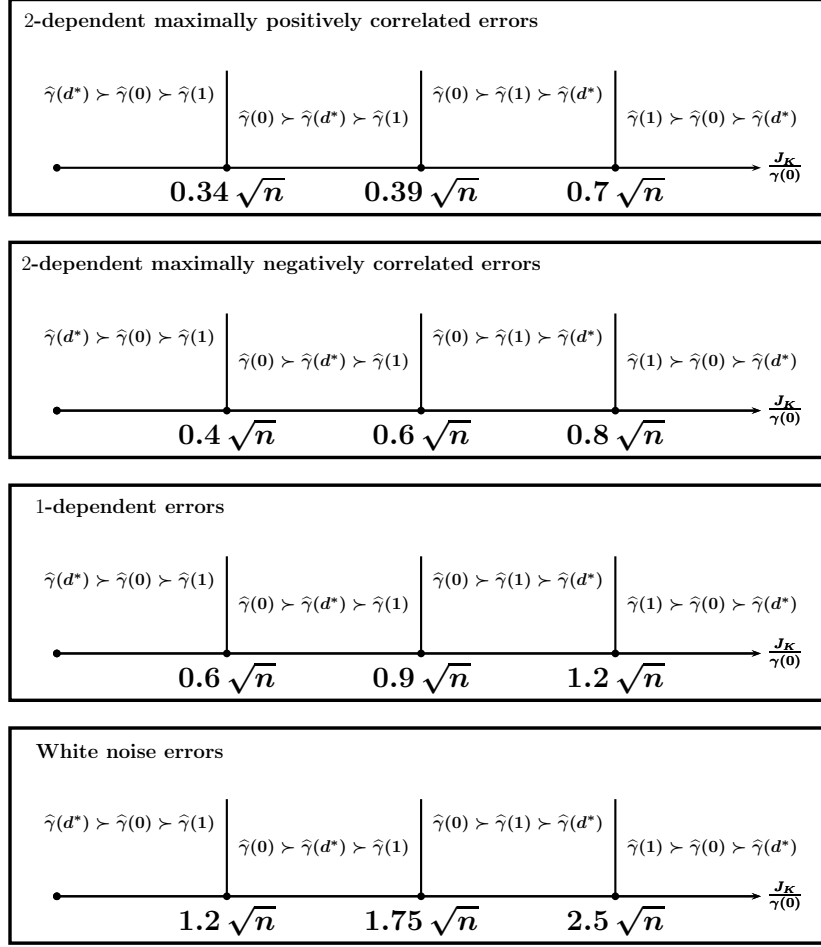 2-dependent maximally positively correlated errors
γ̂(d*) ≻ γ̂(0) ≻ γ̂(1)
γ̂(0) ≻ γ̂(d*) ≻ γ̂(1)
γ̂(0) ≻ γ̂(1) ≻ γ̂(d*)
γ̂(1) ≻ γ̂(0) ≻ γ̂(d*)
0.34 √n
0.39 √n
0.7 √n
J_K/γ(0)
2-dependent maximally negatively correlated errors
γ̂(d*) ≻ γ̂(0) ≻ γ̂(1)
γ̂(0) ≻ γ̂(d*) ≻ γ̂(1)
γ̂(0) ≻ γ̂(1) ≻ γ̂(d*)
γ̂(1) ≻ γ̂(0) ≻ γ̂(d*)
0.4 √n
0.6 √n
0.8 √n
J_K/γ(0)
1-dependent errors
γ̂(d*) ≻ γ̂(0) ≻ γ̂(1)
γ̂(0) ≻ γ̂(d*) ≻ γ̂(1)
γ̂(0) ≻ γ̂(1) ≻ γ̂(d*)
γ̂(1) ≻ γ̂(0) ≻ γ̂(d*)
0.6 √n
0.9 √n
1.2 √n
J_K/γ(0)
White noise errors
γ̂(d*) ≻ γ̂(0) ≻ γ̂(1)
γ̂(0) ≻ γ̂(d*) ≻ γ̂(1)
γ̂(0) ≻ γ̂(1) ≻ γ̂(d*)
γ̂(1) ≻ γ̂(0) ≻ γ̂(d*)
1.2 √n
1.75 √n
2.5 √n
J_K/γ(0)